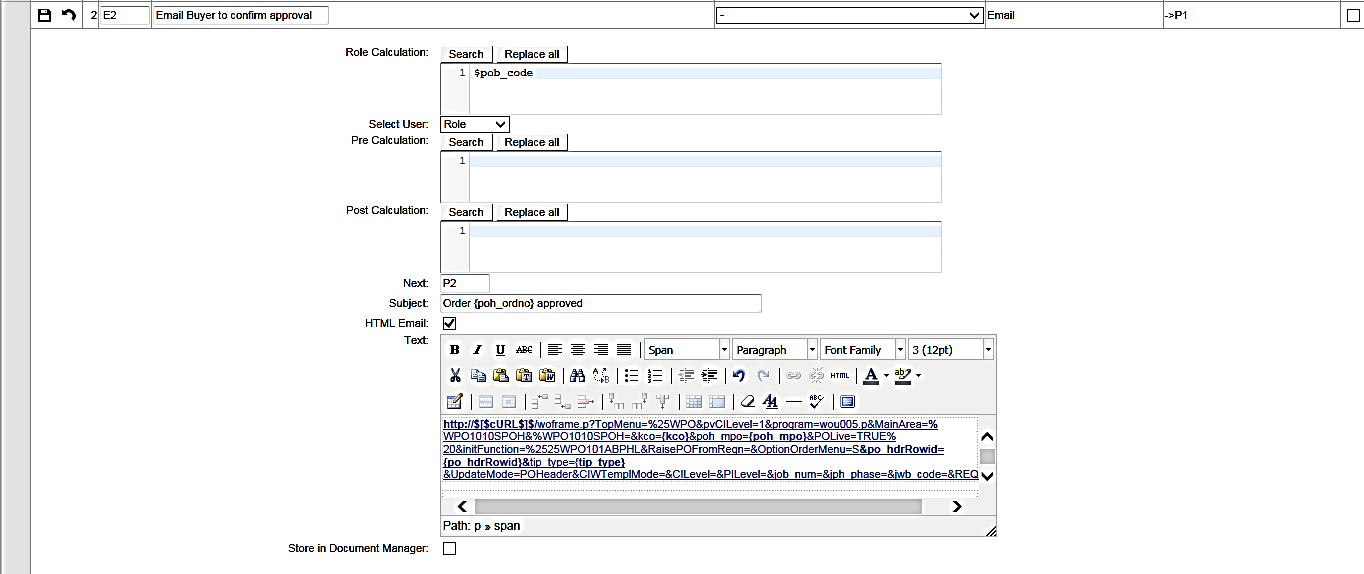 2 E2 Email Buyer to confirm approval - Email ->P1
Role Calculation: Search Replace all
1 $pob_code
Select User: Role
Pre Calculation: Search Replace all
1
Post Calculation: Search Replace all
1
Next: P2
Subject: Order {poh_ordno} approved
HTML Email:
Text:
B I U ABC Span Paragraph Font Family 3 (12pt)
HTML A ab
ABC
http://$[$cURL$]$/woframe.p?TopMenu=%25WPO&pvCILevel=1&program=wou005.p&MainArea=%
WPO1010SPOH&%WPO1010SPOH=&kco={kco}&poh_mpo={poh_mpo}&POLive=TRUE%
20&initFunction=%2525WPO101ABPHL&RaisePOFromReqn=&OptionOrderMenu=S&po_hdrRowid=
{po_hdrRowid}&tip_type={tip_type}
&UpdateMode=POHeader&CIWTemplMode=&CILevel=&PILevel=&job_num=&jph_phase=&jwb_code=&REQ
Path: p » span
Store in Document Manager: